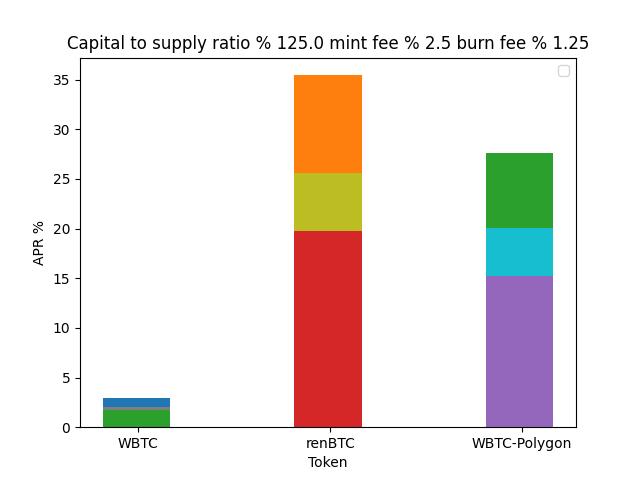 Capital to supply ratio % 125.0 mint fee % 2.5 burn fee % 1.25
35
30
25
20
15
10
5
0
APR %
WBTC
renBTC
WBTC-Polygon
Token